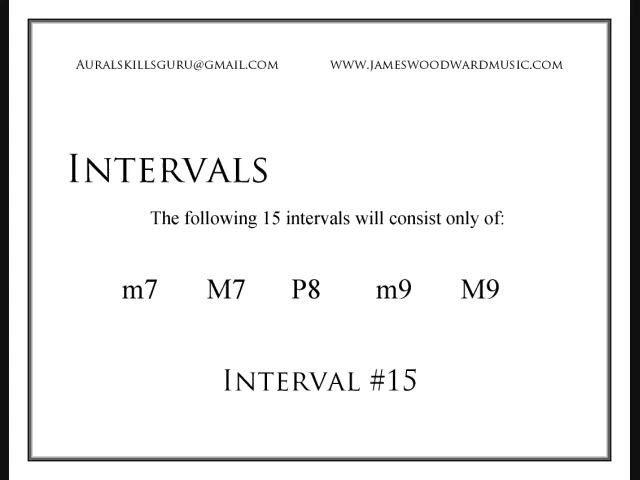 Auralskillsguru@gmail.com www.jameswoodwardmusic.com
Intervals
The following 15 intervals will consist only of:
m7 M7 P8 m9 M9
Interval #15